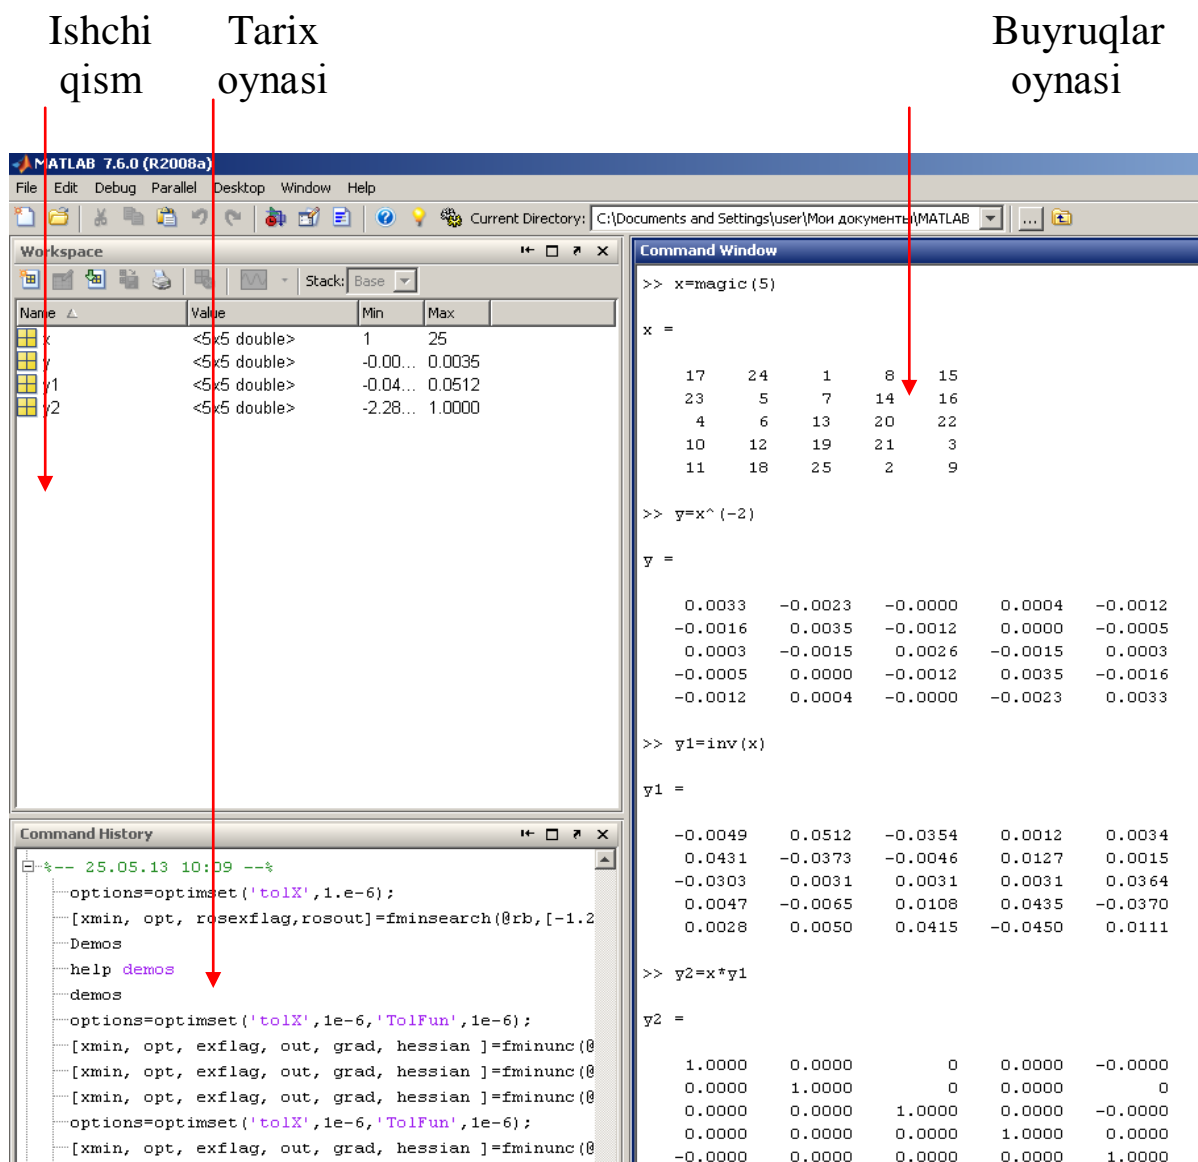 Ishchi qism
Tarix oynasi
Buyruqlar oynasi
MATLAB 7.6.0 (R2008a)
File Edit Debug Parallel Desktop Window Help
Current Directory: C:\Documents and Settings\user\Мои документы\MATLAB
Workspace
Stack: Base
Name Value Min Max
x <5x5 double> 1 25
y <5x5 double> -0.00... 0.0035
y1 <5x5 double> -0.04... 0.0512
y2 <5x5 double> -2.28... 1.0000
Command History
%-- 25.05.13 10:09 --%
options=optimset('tolX',1.e-6);
[xmin, opt, rosexflag,rosout]=fminsearch(@rb,[-1.2
Demos
help demos
demos
options=optimset('tolX',1e-6,'TolFun',1e-6);
[xmin, opt, exflag, out, grad, hessian ]=fminunc(@
[xmin, opt, exflag, out, grad, hessian ]=fminunc(@
[xmin, opt, exflag, out, grad, hessian ]=fminunc(@
options=optimset('tolX',1e-6,'TolFun',1e-6);
[xmin, opt, exflag, out, grad, hessian ]=fminunc(@
Command Window
>> x=magic(5)
x =
17 24 1 8 15
23 5 7 14 16
4 6 13 20 22
10 12 19 21 3
11 18 25 2 9
>> y=x^(-2)
y =
0.0033 -0.0023 -0.0000 0.0004 -0.0012
-0.0016 0.0035 -0.0012 0.0000 -0.0005
0.0003 -0.0015 0.0026 -0.0015 0.0003
-0.0005 0.0000 -0.0012 0.0035 -0.0016
-0.0012 0.0004 -0.0000 -0.0023 0.0033
>> y1=inv(x)
y1 =
-0.0049 0.0512 -0.0354 0.0012 0.0034
0.0431 -0.0373 -0.0046 0.0127 0.0015
-0.0303 0.0031 0.0031 0.0031 0.0364
0.0047 -0.0065 0.0108 0.0435 -0.0370
0.0028 0.0050 0.0415 -0.0450 0.0111
>> y2=x*y1
y2 =
1.0000 0.0000 0 0.0000 -0.0000
0.0000 1.0000 0 0.0000 0
0.0000 0.0000 1.0000 0.0000 -0.0000
0.0000 0.0000 0.0000 1.0000 0.0000
-0.0000 0.0000 0.0000 0.0000 1.0000